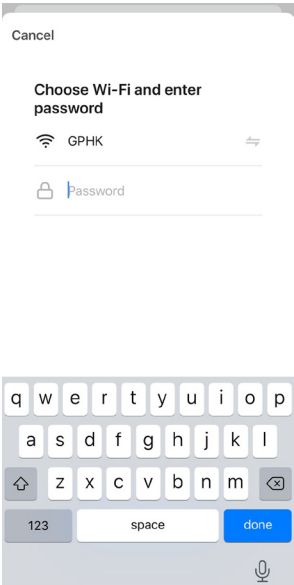 Cancel
Choose Wi-Fi and enter
password
GPHK
Password
q w e r t y u i o p
a s d f g h j k l
z x c v b n m
123 space done